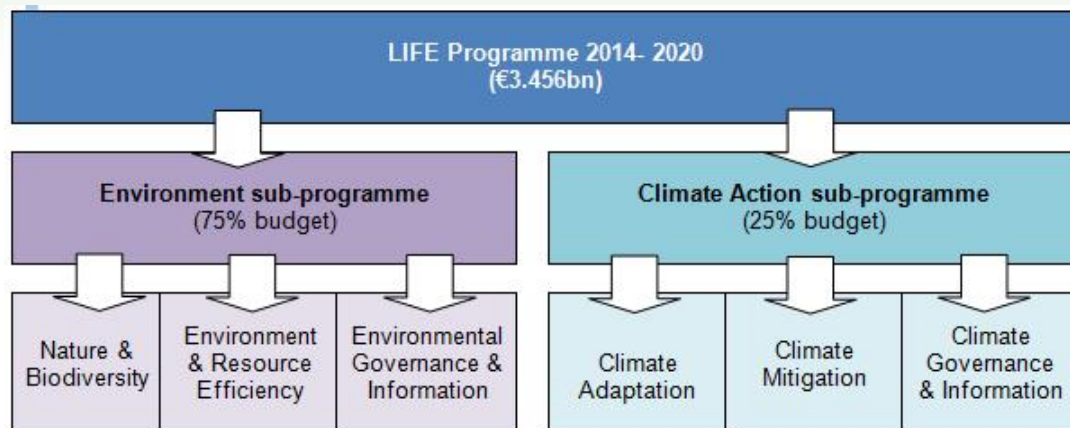 LIFE Programme 2014- 2020
(€3.456bn)
Environment sub-programme
(75% budget)
Climate Action sub-programme
(25% budget)
Nature &
Biodiversity
Environment
& Resource
Efficiency
Environmental
Governance &
Information
Climate
Adaptation
Climate
Mitigation
Climate
Governance
& Information